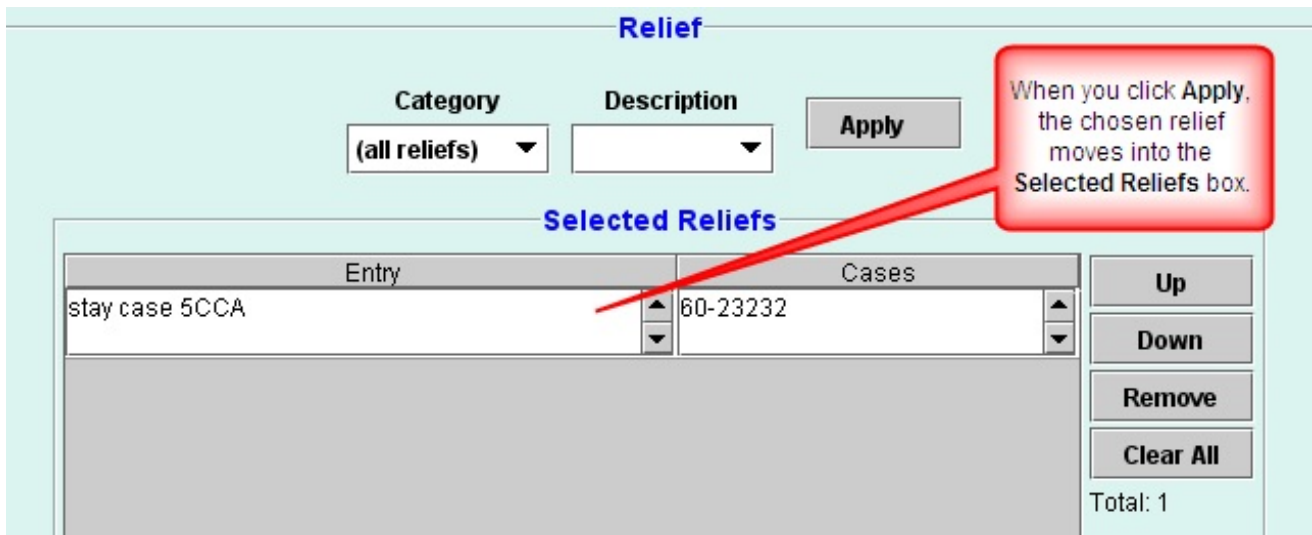 Relief
Category
Description
(all reliefs)
Apply
When you click Apply,
the chosen relief
moves into the
Selected Reliefs box.
Selected Reliefs
Entry
Cases
stay case 5CCA
60-23232
Up
Down
Remove
Clear All
Total: 1